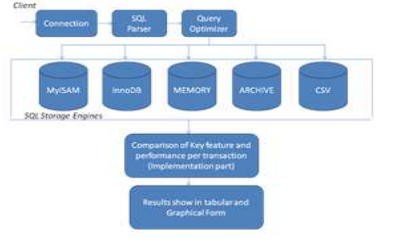 Client
Connection
SQL
Parser
Query
Optimizer
MyISAM
InnoDB
MEMORY
ARCHIVE
CSV
SQL Storage Engines
Comparison of Key feature and
performance per transaction
(Implementation part)
Results show in tabular and
Graphical Form